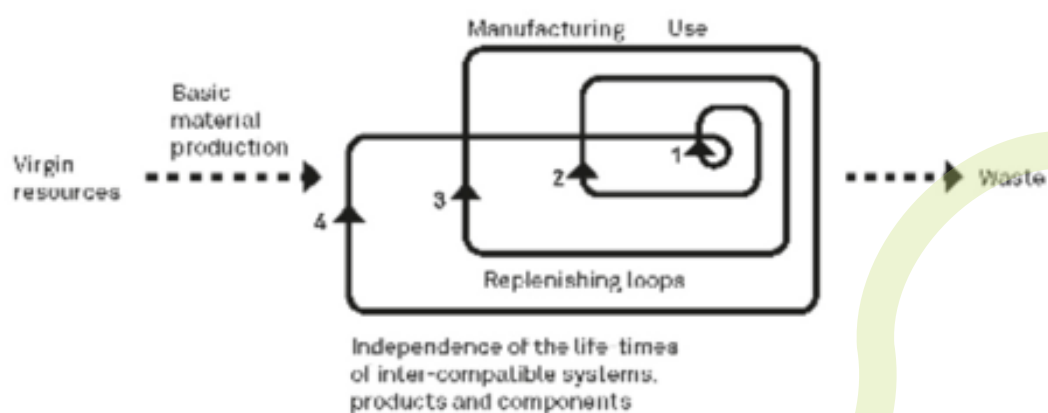 Manufacturing Use
Basic
material
production
Virgin
resources
1
2
3
4
Waste
Replenishing loops
Independence of the life-times
of inter-compatible systems,
products and components